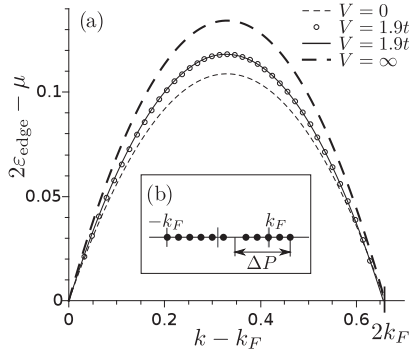 (a)
V = 0
V = 1.9t
V = 1.9t
V = ∞
2ε_edge − μ
0.1
0.05
0
(b)
−k_F
k_F
ΔP
0
0.2
0.4
0.6
2k_F
k − k_F